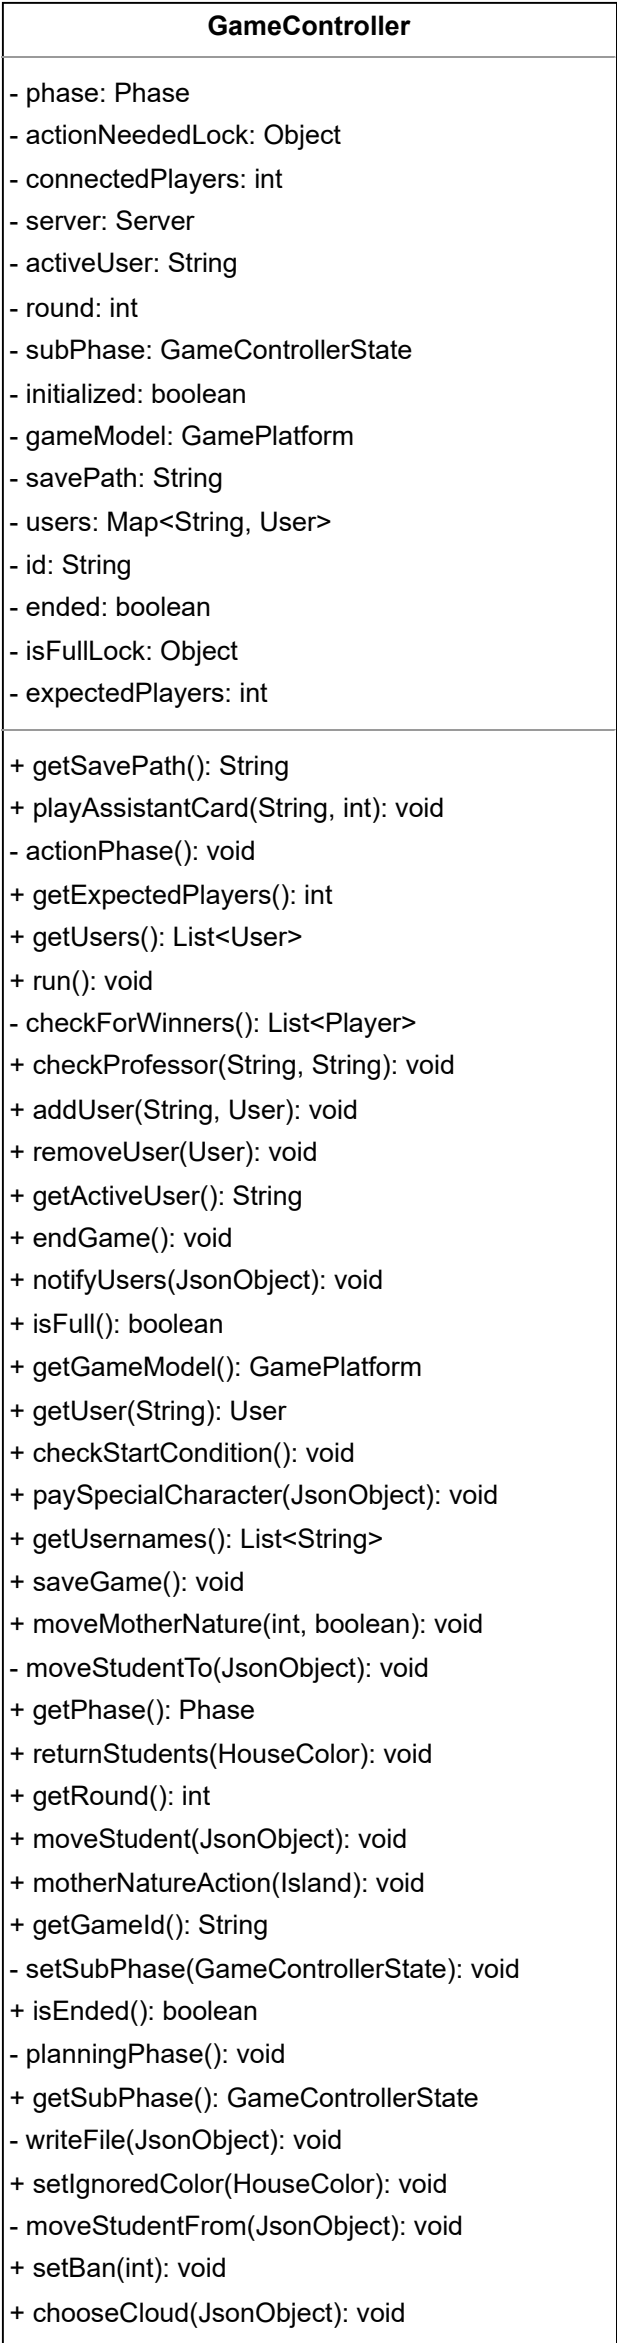 GameController
- phase: Phase
- actionNeededLock: Object
- connectedPlayers: int
- server: Server
- activeUser: String
- round: int
- subPhase: GameControllerState
- initialized: boolean
- gameModel: GamePlatform
- savePath: String
- users: Map<String, User>
- id: String
- ended: boolean
- isFullLock: Object
- expectedPlayers: int
+ getSavePath(): String
+ playAssistantCard(String, int): void
- actionPhase(): void
+ getExpectedPlayers(): int
+ getUsers(): List<User>
+ run(): void
- checkForWinners(): List<Player>
+ checkProfessor(String, String): void
+ addUser(String, User): void
+ removeUser(User): void
+ getActiveUser(): String
+ endGame(): void
+ notifyUsers(JsonObject): void
+ isFull(): boolean
+ getGameModel(): GamePlatform
+ getUser(String): User
+ checkStartCondition(): void
+ paySpecialCharacter(JsonObject): void
+ getUsernames(): List<String>
+ saveGame(): void
+ moveMotherNature(int, boolean): void
- moveStudentTo(JsonObject): void
+ getPhase(): Phase
+ returnStudents(HouseColor): void
+ getRound(): int
+ moveStudent(JsonObject): void
+ motherNatureAction(Island): void
+ getGameId(): String
- setSubPhase(GameControllerState): void
+ isEnded(): boolean
- planningPhase(): void
+ getSubPhase(): GameControllerState
- writeFile(JsonObject): void
+ setIgnoredColor(HouseColor): void
- moveStudentFrom(JsonObject): void
+ setBan(int): void
+ chooseCloud(JsonObject): void